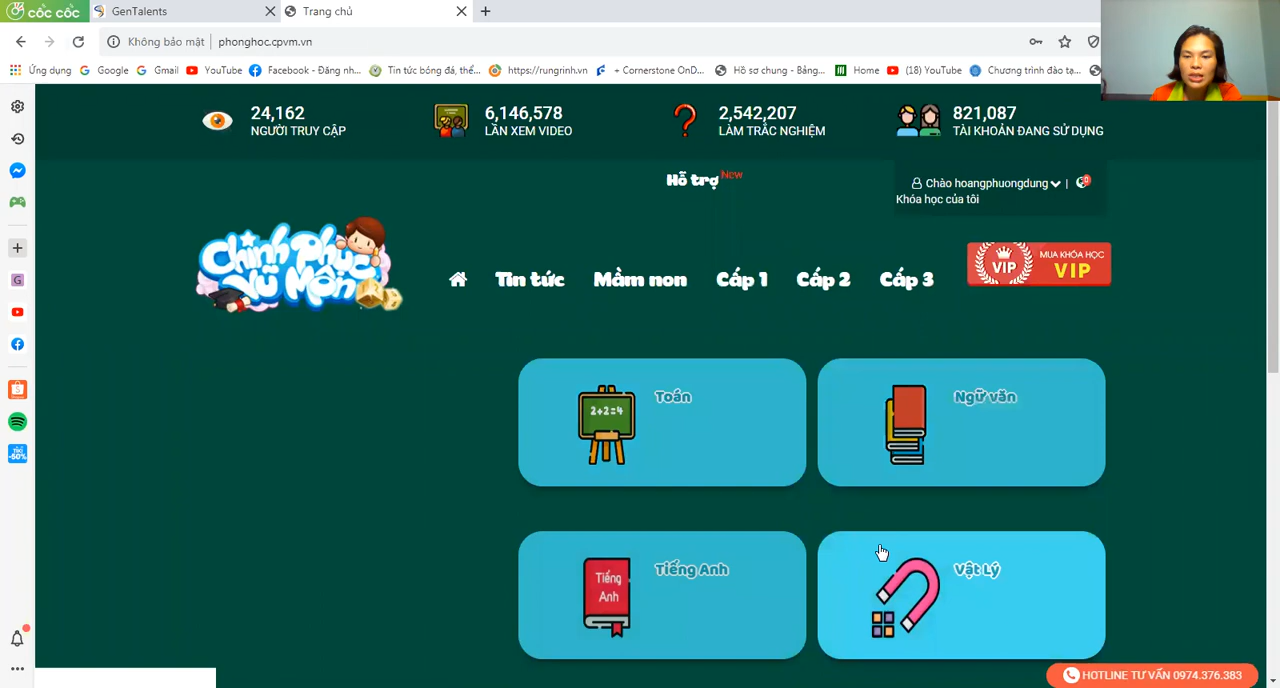 cốc cốc
GenTalents
Trang chủ
Không bảo mật
phonghoc.cpvm.vn
Ứng dụng
Google
Gmail
YouTube
Facebook - Đăng nh...
Tin tức bóng đá, thể...
https://rungrinh.vn
+ Cornerstone OnD...
Hồ sơ chung - Bảng...
Home
(18) YouTube
Chương trình đào tạ...
24,162
NGƯỜI TRUY CẬP
6,146,578
LẦN XEM VIDEO
2,542,207
LÀM TRẮC NGHIỆM
821,087
TÀI KHOẢN ĐANG SỬ DỤNG
Hỗ trợ New
Chào hoangphuongdung | 0
Khóa học của tôi
Chinh Phục
Vũ Môn
Tin tức
Mầm non
Cấp 1
Cấp 2
Cấp 3
VIP
MUA KHÓA HỌC
VIP
2+2=4
Toán
Ngữ văn
Tiếng
Anh
Tiếng Anh
Vật Lý
G
-50%
HOTLINE TƯ VẤN 0974.376.383